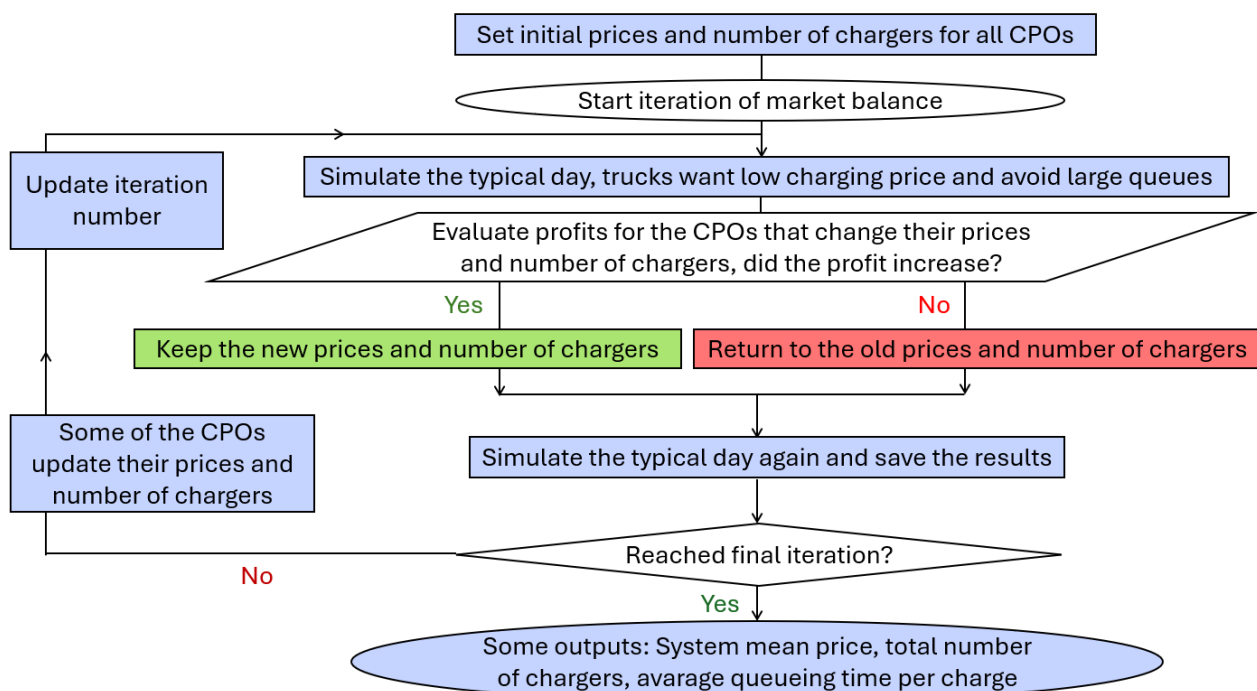 Set initial prices and number of chargers for all CPOs
Start iteration of market balance
Update iteration
number
Simulate the typical day, trucks want low charging price and avoid large queues
Evaluate profits for the CPOs that change their prices
and number of chargers, did the profit increase?
Yes
No
Keep the new prices and number of chargers
Return to the old prices and number of chargers
Some of the CPOs
update their prices and
number of chargers
Simulate the typical day again and save the results
Reached final iteration?
No
Yes
Some outputs: System mean price, total number
of chargers, avarage queueing time per charge